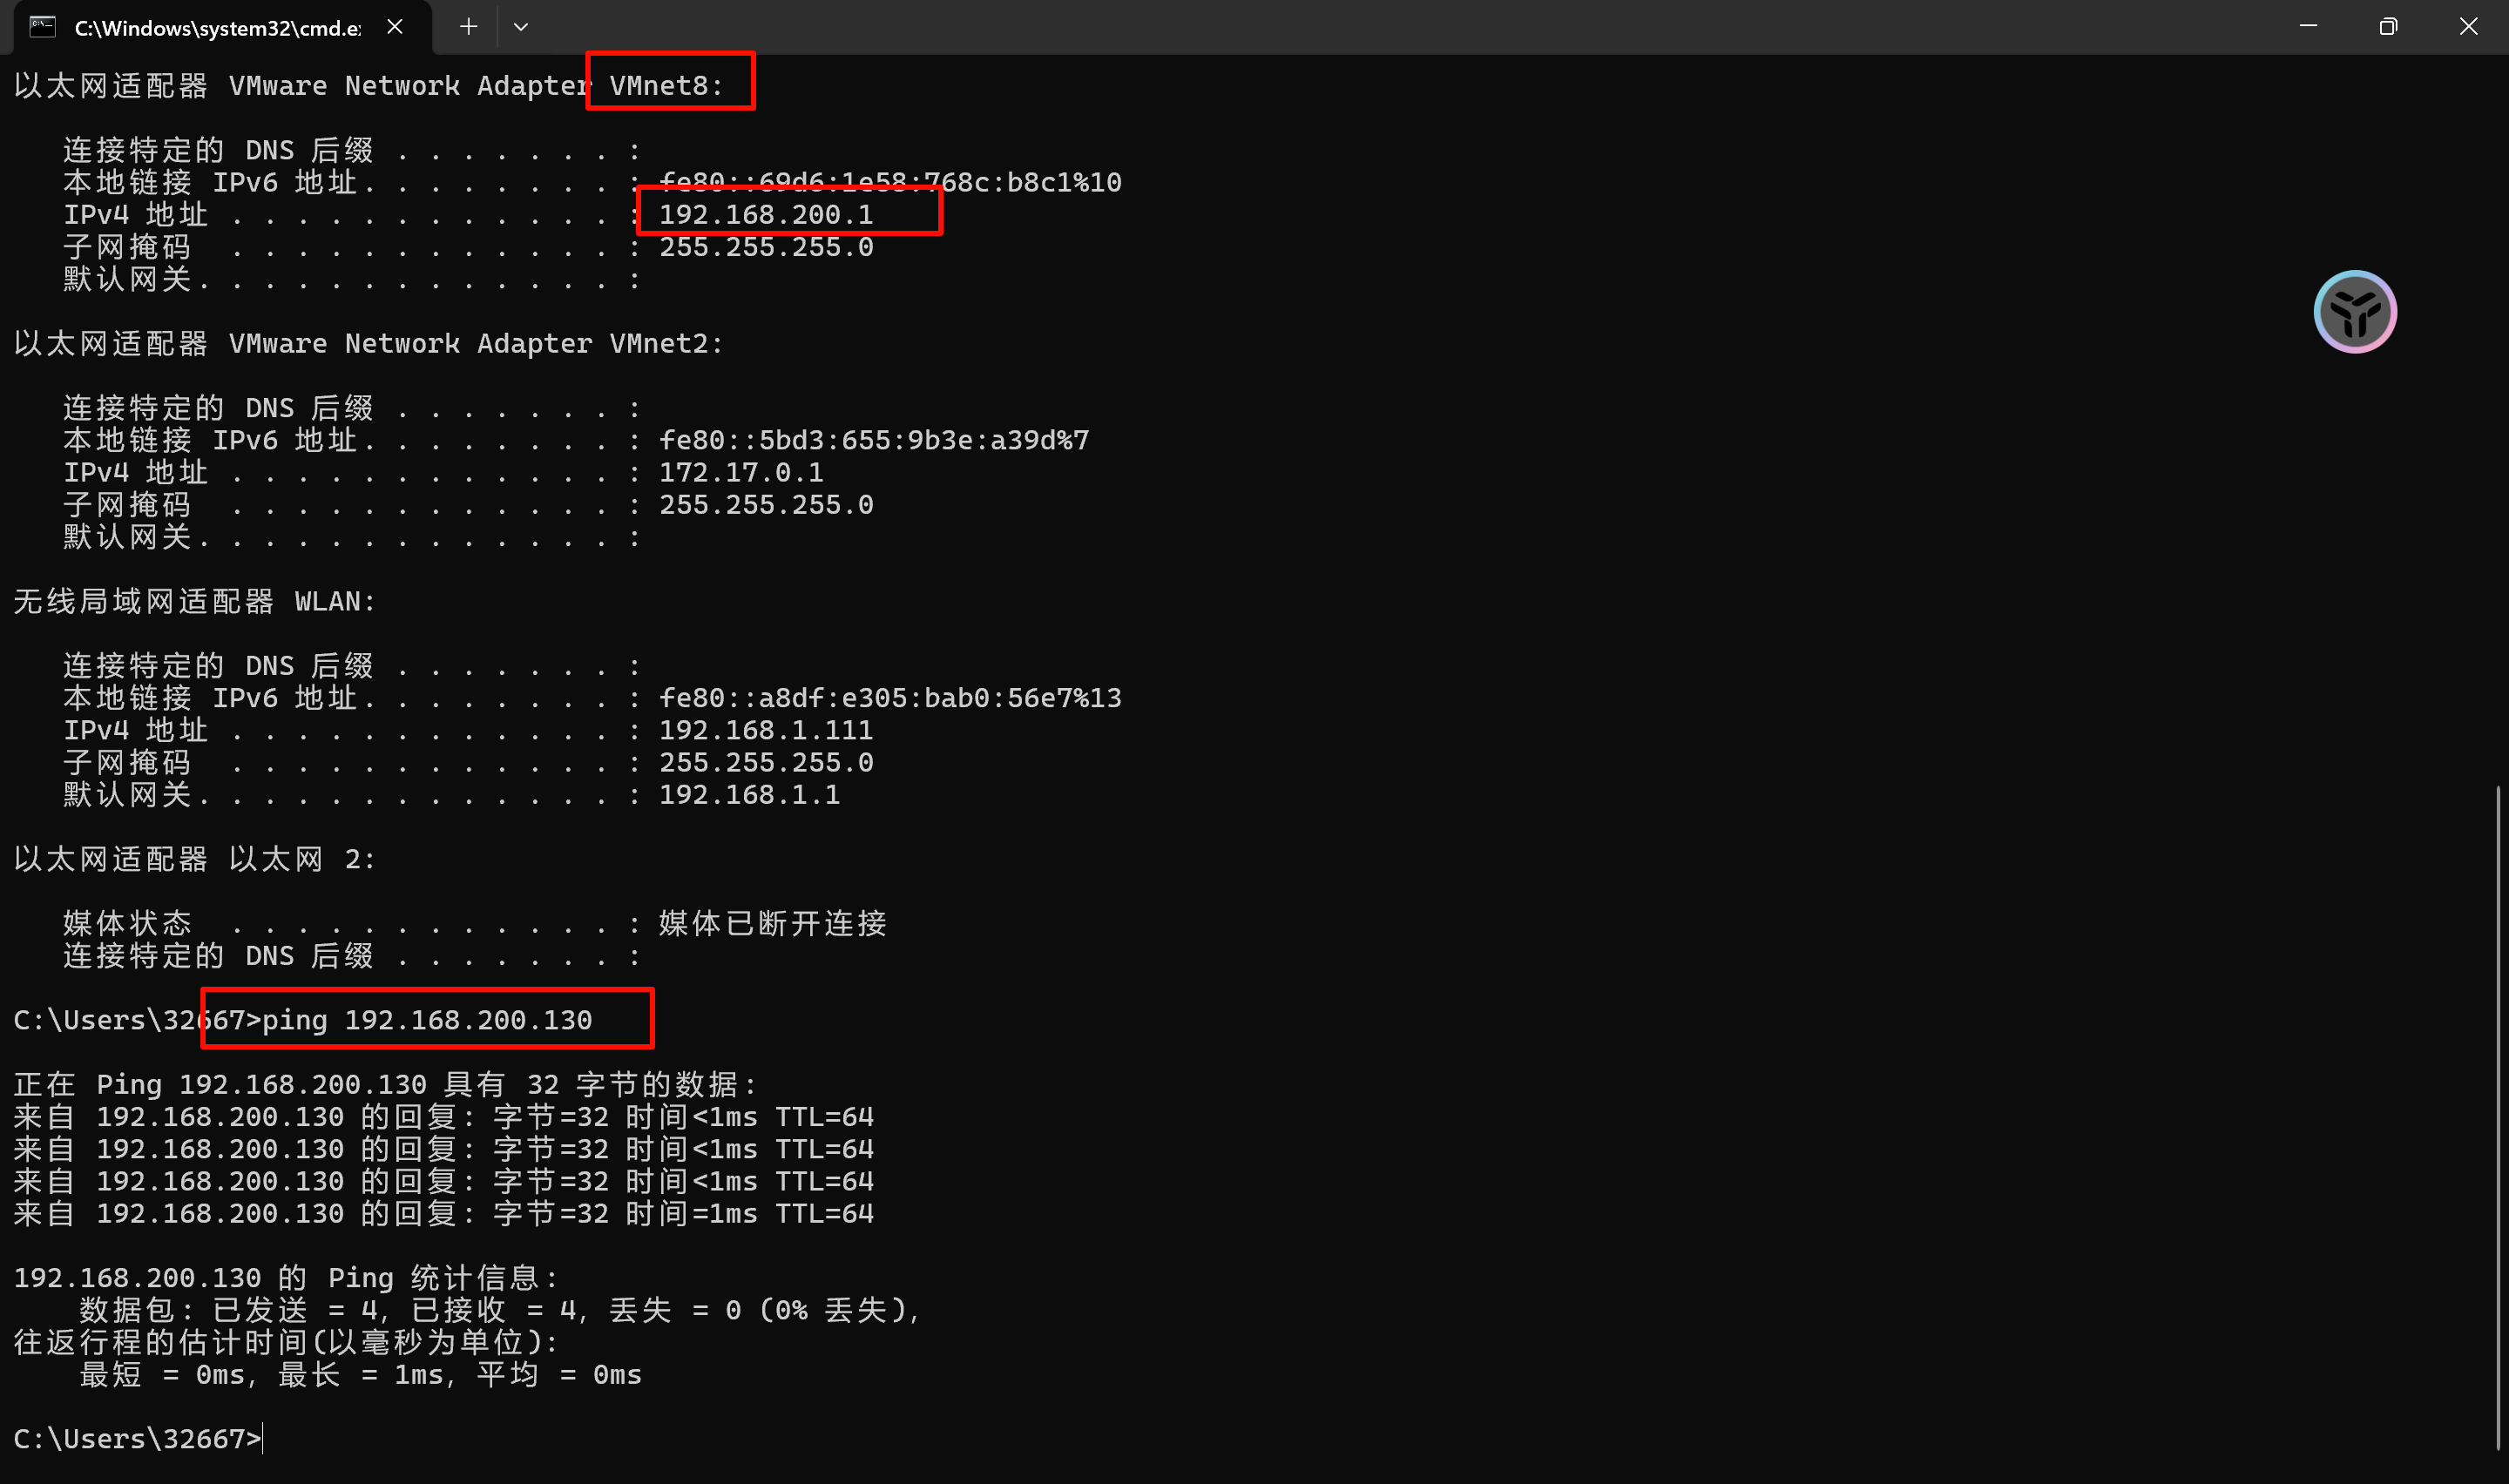 C:\Windows\system32\cmd.e
以太网适配器 VMware Network Adapter VMnet8:
连接特定的 DNS 后缀 . . . . . . . :
本地链接 IPv6 地址. . . . . . . . : fe80::69d6:1e58:768c:b8c1%10
IPv4 地址 . . . . . . . . . . . . . : 192.168.200.1
子网掩码 . . . . . . . . . . . . . : 255.255.255.0
默认网关. . . . . . . . . . . . . . :
以太网适配器 VMware Network Adapter VMnet2:
连接特定的 DNS 后缀 . . . . . . . :
本地链接 IPv6 地址. . . . . . . . : fe80::5bd3:655:9b3e:a39d%7
IPv4 地址 . . . . . . . . . . . . . : 172.17.0.1
子网掩码 . . . . . . . . . . . . . : 255.255.255.0
默认网关. . . . . . . . . . . . . . :
无线局域网适配器 WLAN:
连接特定的 DNS 后缀 . . . . . . . :
本地链接 IPv6 地址. . . . . . . . : fe80::a8df:e305:bab0:56e7%13
IPv4 地址 . . . . . . . . . . . . . : 192.168.1.111
子网掩码 . . . . . . . . . . . . . : 255.255.255.0
默认网关. . . . . . . . . . . . . . : 192.168.1.1
以太网适配器 以太网 2:
媒体状态 . . . . . . . . . . . . . : 媒体已断开连接
连接特定的 DNS 后缀 . . . . . . . :
C:\Users\32667>ping 192.168.200.130
正在 Ping 192.168.200.130 具有 32 字节的数据:
来自 192.168.200.130 的回复: 字节=32 时间<1ms TTL=64
来自 192.168.200.130 的回复: 字节=32 时间<1ms TTL=64
来自 192.168.200.130 的回复: 字节=32 时间<1ms TTL=64
来自 192.168.200.130 的回复: 字节=32 时间=1ms TTL=64
192.168.200.130 的 Ping 统计信息:
数据包: 已发送 = 4, 已接收 = 4, 丢失 = 0 (0% 丢失),
往返行程的估计时间(以毫秒为单位):
最短 = 0ms, 最长 = 1ms, 平均 = 0ms
C:\Users\32667>